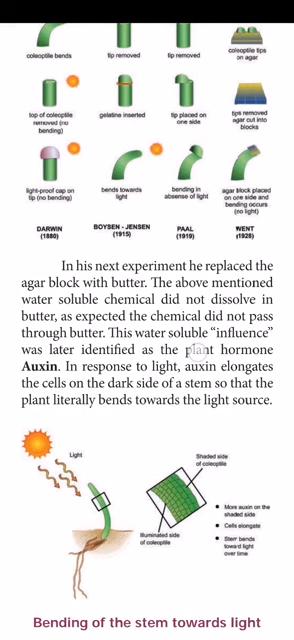 coleoptile bends
tip removed
tip removed
coleoptile tips
on agar
top of coleoptile
removed (no
bending)
gelatine inserted
tip placed on
one side
tips removed
agar cut into
blocks
light-proof cap on
tip (no bending)
bends towards
light
bending in
absense of light
agar block placed
on one side and
bending occurs
(no light)
DARWIN
(1880)
BOYSEN - JENSEN
(1915)
PAAL
(1919)
WENT
(1928)
In his next experiment he replaced the
agar block with butter. The above mentioned
water soluble chemical did not dissolve in
butter, as expected the chemical did not pass
through butter. This water soluble “influence”
was later identified as the plant hormone
Auxin. In response to light, auxin elongates
the cells on the dark side of a stem so that the
plant literally bends towards the light source.
Light
Shaded side
of coleoptile
Illuminated side
of coleoptile
• More auxin on the
shaded side
• Cells elongate
• Stem bends
toward light
over time
Bending of the stem towards light